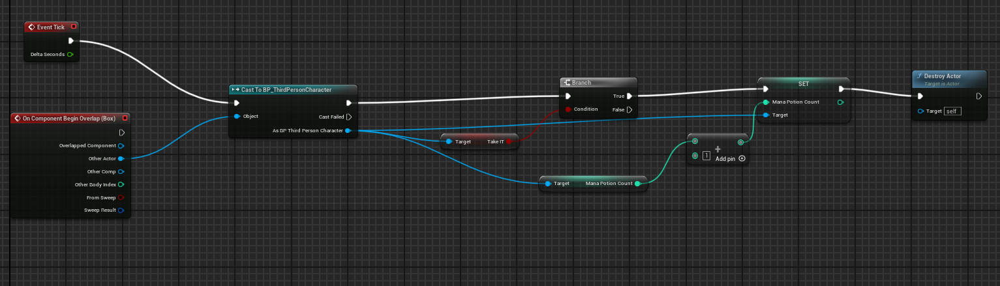 Event Tick
Delta Seconds
On Component Begin Overlap (Box)
Overlapped Component
Other Actor
Other Comp
Other Body Index
From Sweep
Sweep Result
Cast To BP_ThirdPersonCharacter
Object
Cast Failed
As BP Third Person Character
Target Take IT
Target Mana Potion Count
Branch
True
Condition False
1 Add pin
SET
Mana Potion Count
Target
Destroy Actor
Target is Actor
Target self